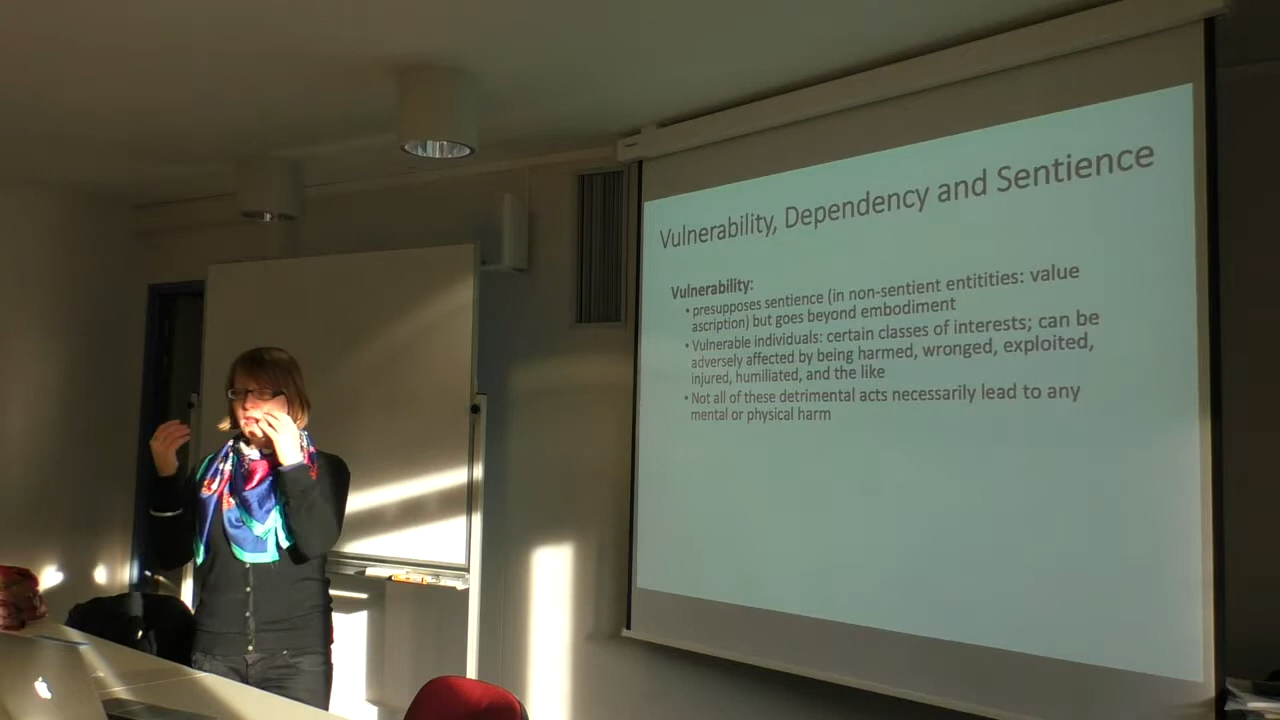 Vulnerability, Dependency and Sentience
Vulnerability:
• presupposes sentience (in non-sentient entitities: value
ascription) but goes beyond embodiment
• Vulnerable individuals: certain classes of interests; can be
adversely affected by being harmed, wronged, exploited,
injured, humiliated, and the like
• Not all of these detrimental acts necessarily lead to any
mental or physical harm